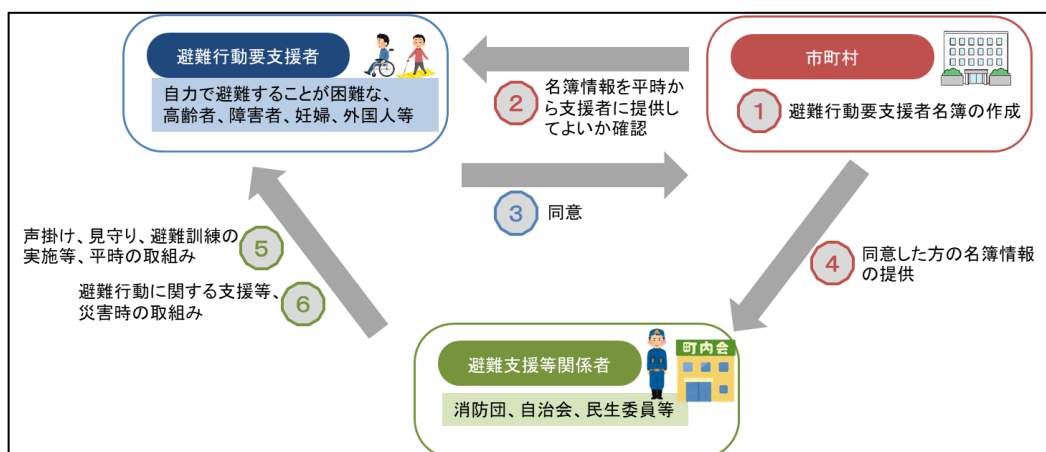 避難行動要支援者
自力で避難することが困難な、
高齢者、障害者、妊婦、外国人等
市町村
1 避難行動要支援者名簿の作成
2 名簿情報を平時か
ら支援者に提供し
てよいか確認
3 同意
4 同意した方の名簿情報
の提供
声掛け、見守り、避難訓練の
実施等、平時の取組み 5
避難行動に関する支援等、
災害時の取組み 6
避難支援等関係者
町内会
消防団、自治会、民生委員等